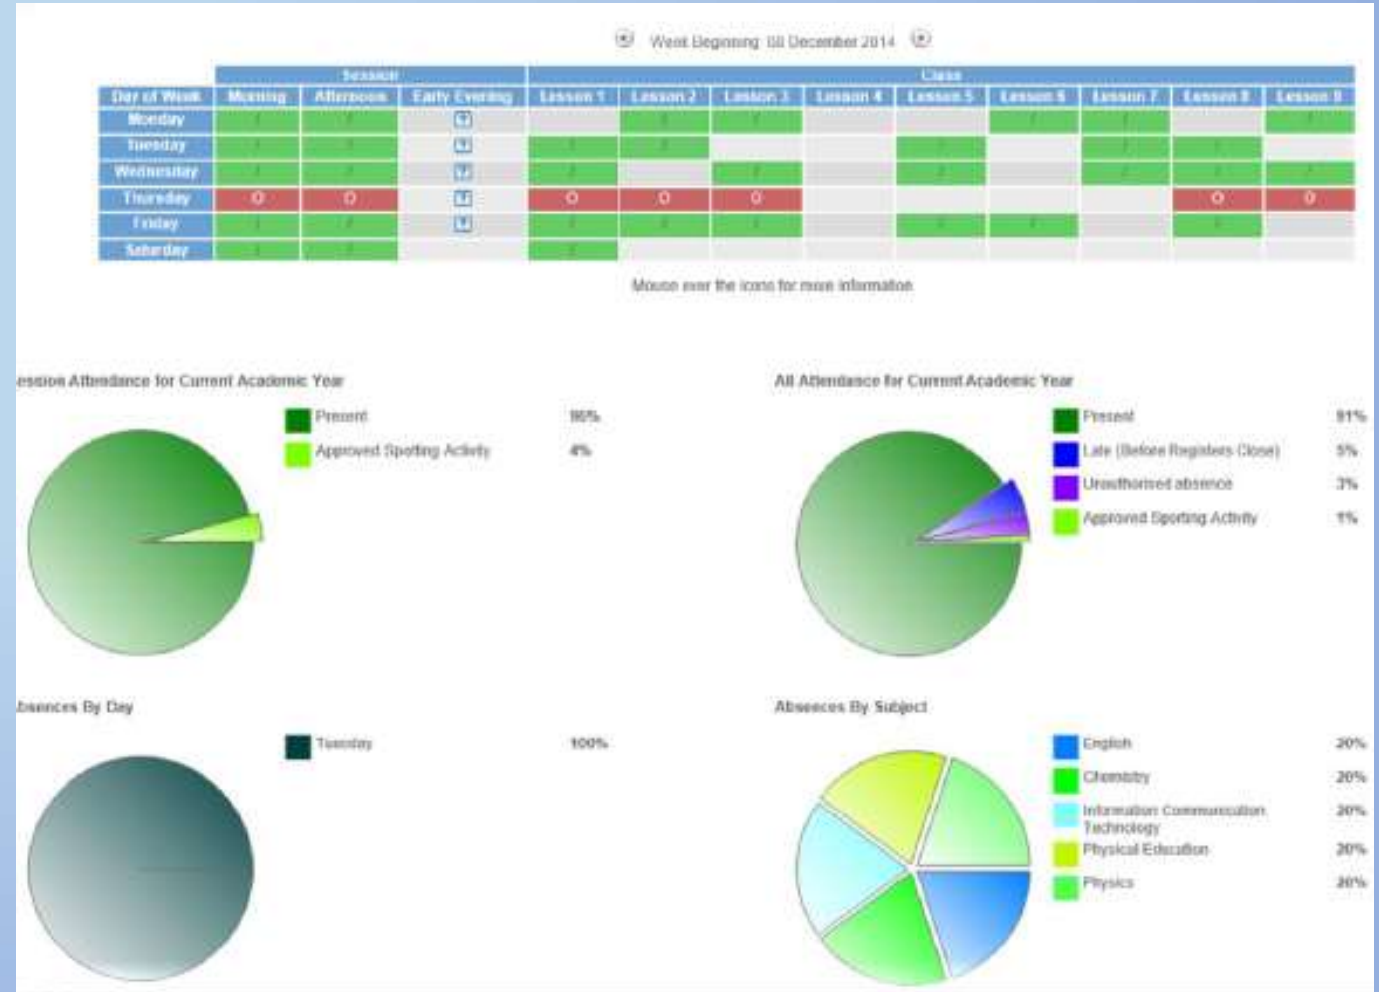 Week Beginning: 08 December 2014
Session Class
Day of Week Morning Afternoon Early Evening Lesson 1 Lesson 2 Lesson 3 Lesson 4 Lesson 5 Lesson 6 Lesson 7 Lesson 8 Lesson 9
Monday / / ? / / / / /
Tuesday / / ? / / / / /
Wednesday / / ? / / / / / /
Thursday O O ? O O O O O
Friday / / ? / / / / / /
Saturday / / /
Mouse over the icons for more information
ession Attendance for Current Academic Year
Present
Approved Sporting Activity 4%
All Attendance for Current Academic Year
Present 91%
Late (Before Registers Close) 5%
Unauthorised absence 3%
Approved Sporting Activity 1%
bsences By Day
Tuesday 100%
Absences By Subject
English 20%
Chemistry 20%
Information Communication 20%
Technology
Physical Education 20%
Physics 20%